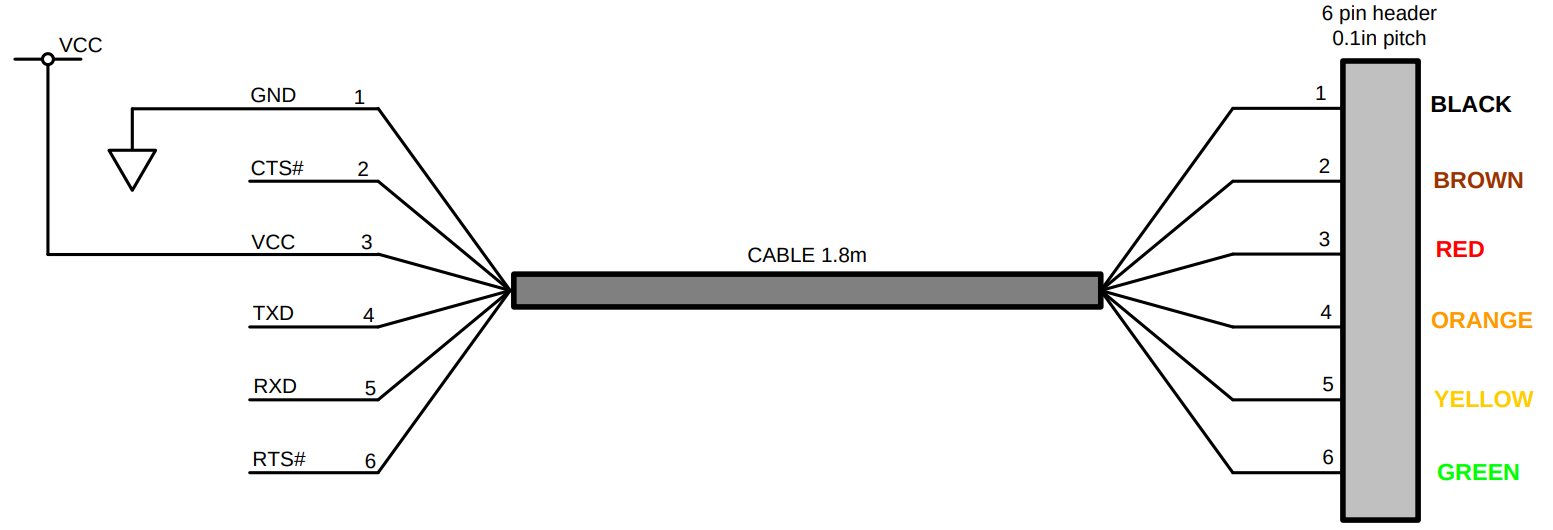 6 pin header
0.1in pitch
VCC
GND 1
CTS# 2
VCC 3
TXD 4
RXD 5
RTS# 6
CABLE 1.8m
1 BLACK
2 BROWN
3 RED
4 ORANGE
5 YELLOW
6 GREEN